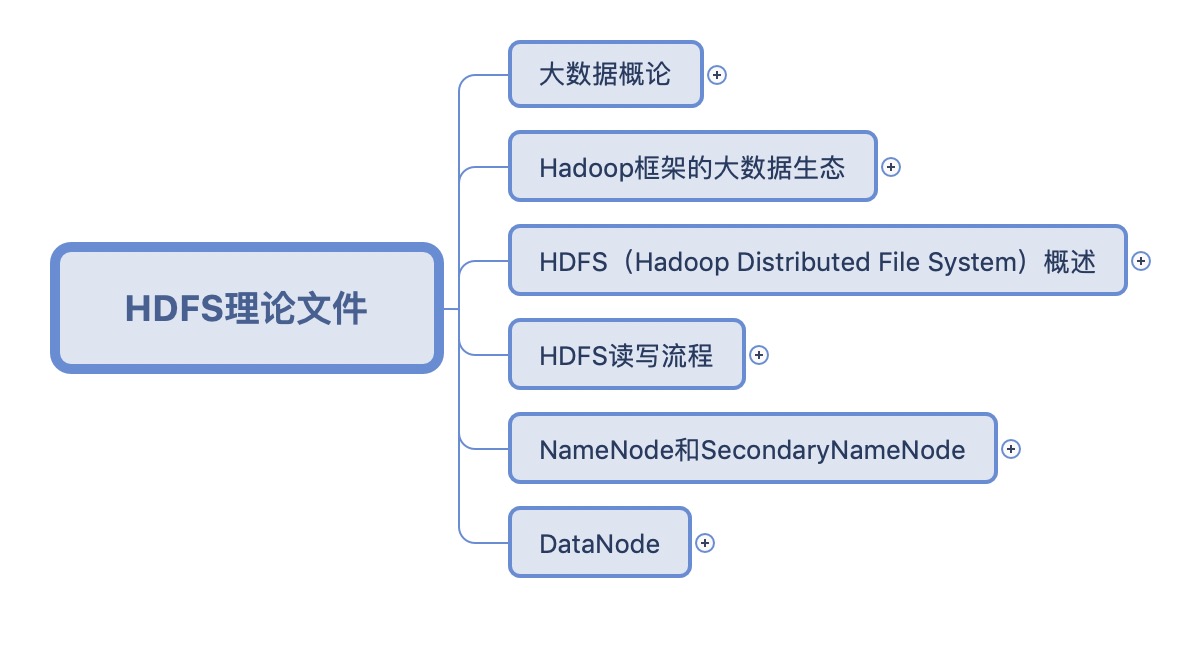 大数据概论
Hadoop框架的大数据生态
HDFS（Hadoop Distributed File System）概述
HDFS理论文件
HDFS读写流程
NameNode和SecondaryNameNode
DataNode